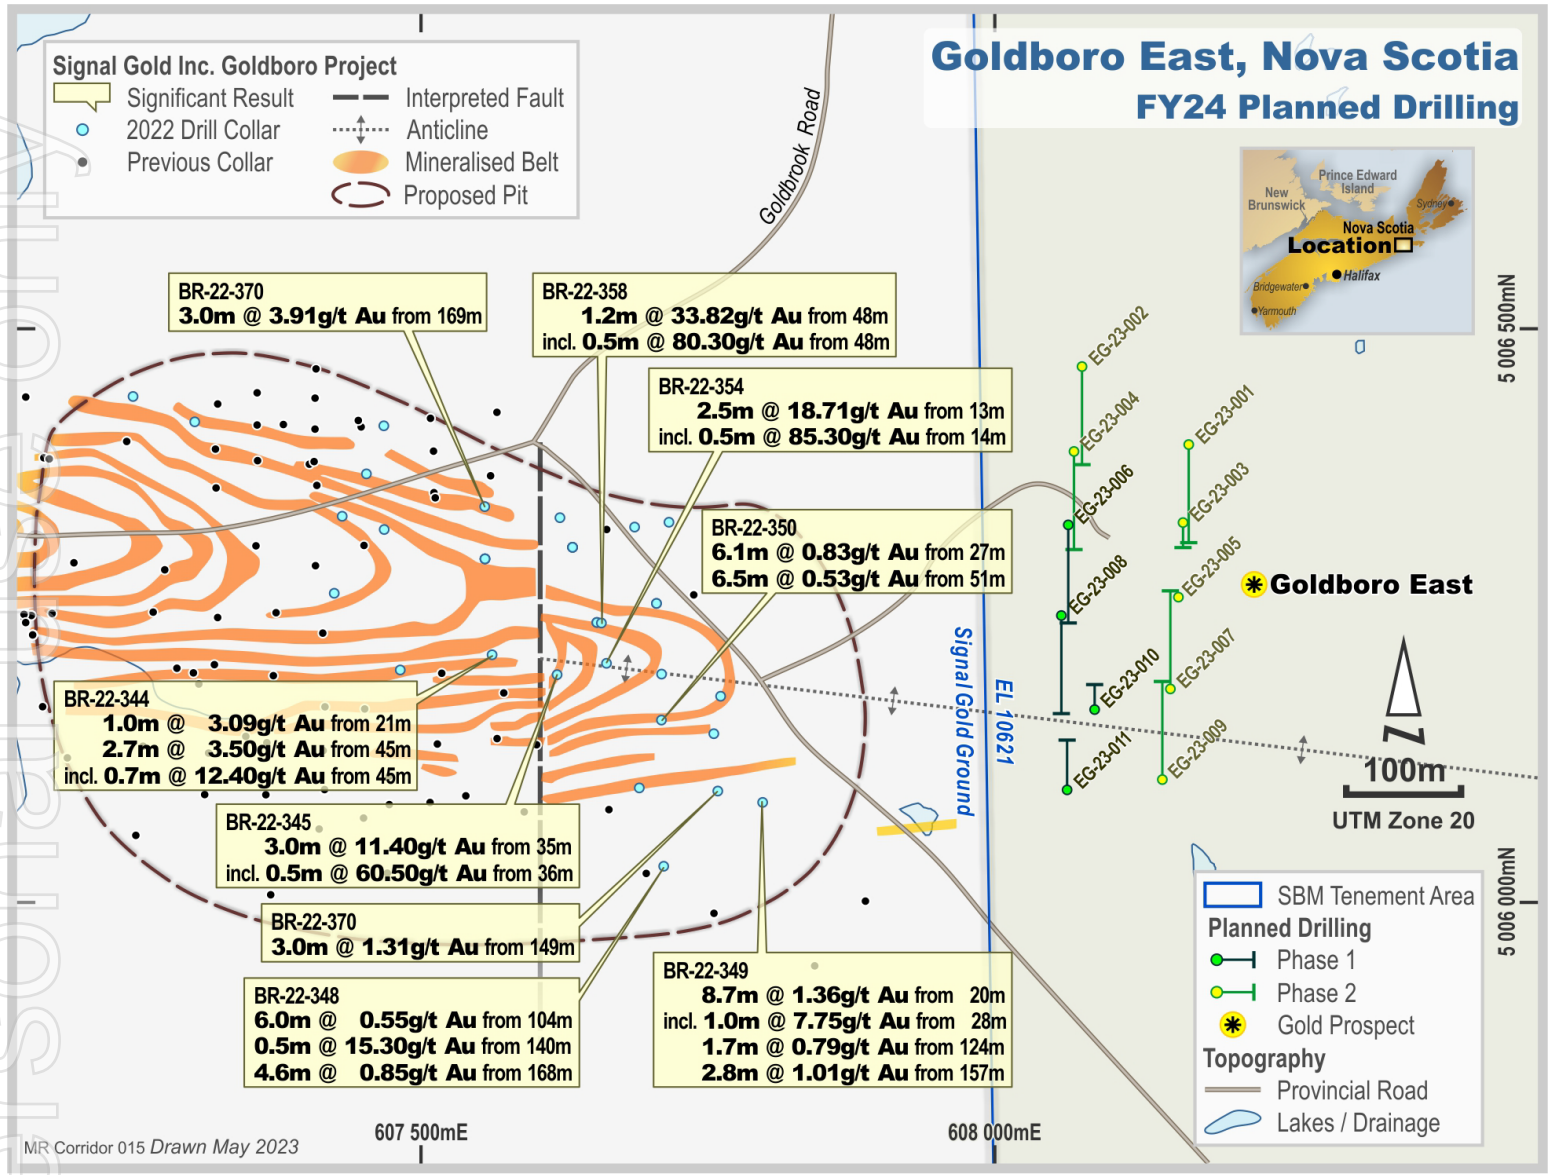 Goldboro East, Nova Scotia
FY24 Planned Drilling
Signal Gold Inc. Goldboro Project
Significant Result
2022 Drill Collar
Previous Collar
Interpreted Fault
Anticline
Mineralised Belt
Proposed Pit
Goldbrook Road
New
Brunswick
Prince Edward
Island
Sydney
Nova Scotia
Location
Halifax
Bridgewater
Yarmouth
BR-22-370
3.0m @ 3.91g/t Au from 169m
BR-22-358
1.2m @ 33.82g/t Au from 48m
incl. 0.5m @ 80.30g/t Au from 48m
BR-22-354
2.5m @ 18.71g/t Au from 13m
incl. 0.5m @ 85.30g/t Au from 14m
BR-22-350
6.1m @ 0.83g/t Au from 27m
6.5m @ 0.53g/t Au from 51m
BR-22-344
1.0m @ 3.09g/t Au from 21m
2.7m @ 3.50g/t Au from 45m
incl. 0.7m @ 12.40g/t Au from 45m
BR-22-345
3.0m @ 11.40g/t Au from 35m
incl. 0.5m @ 60.50g/t Au from 36m
BR-22-370
3.0m @ 1.31g/t Au from 149m
BR-22-348
6.0m @ 0.55g/t Au from 104m
0.5m @ 15.30g/t Au from 140m
4.6m @ 0.85g/t Au from 168m
BR-22-349
8.7m @ 1.36g/t Au from 20m
incl. 1.0m @ 7.75g/t Au from 28m
1.7m @ 0.79g/t Au from 124m
2.8m @ 1.01g/t Au from 157m
EG-23-002
EG-23-004
EG-23-001
EG-23-006
EG-23-003
EG-23-008
EG-23-005
EG-23-010
EG-23-007
EG-23-011
EG-23-009
Goldboro East
Signal Gold Ground
EL 10621
5 006 500mN
5 006 000mN
N
100m
UTM Zone 20
SBM Tenement Area
Planned Drilling
Phase 1
Phase 2
Gold Prospect
Topography
Provincial Road
Lakes / Drainage
607 500mE
608 000mE
MR Corridor 015 Drawn May 2023